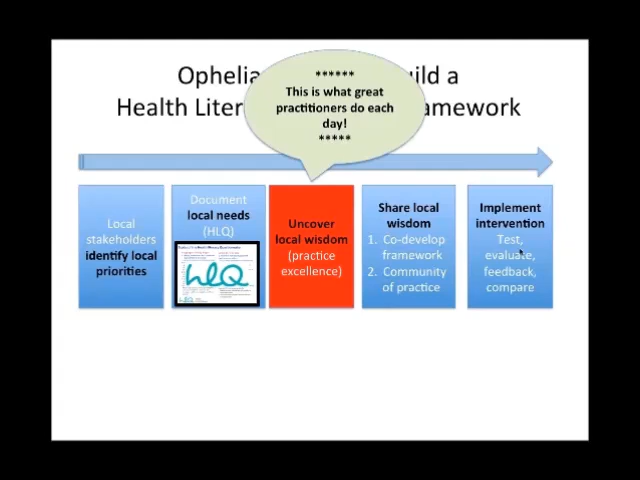 Ophelia uild a
Health Liter amework
******
This is what great
practitioners do each
day!
*****
Local
stakeholders
identify local
priorities
Document
local needs
(HLQ)
hLQ
Uncover
local wisdom
(practice
excellence)
Share local
wisdom
1. Co-develop
framework
2. Community
of practice
Implement
intervention
Test,
evaluate,
feedback,
compare